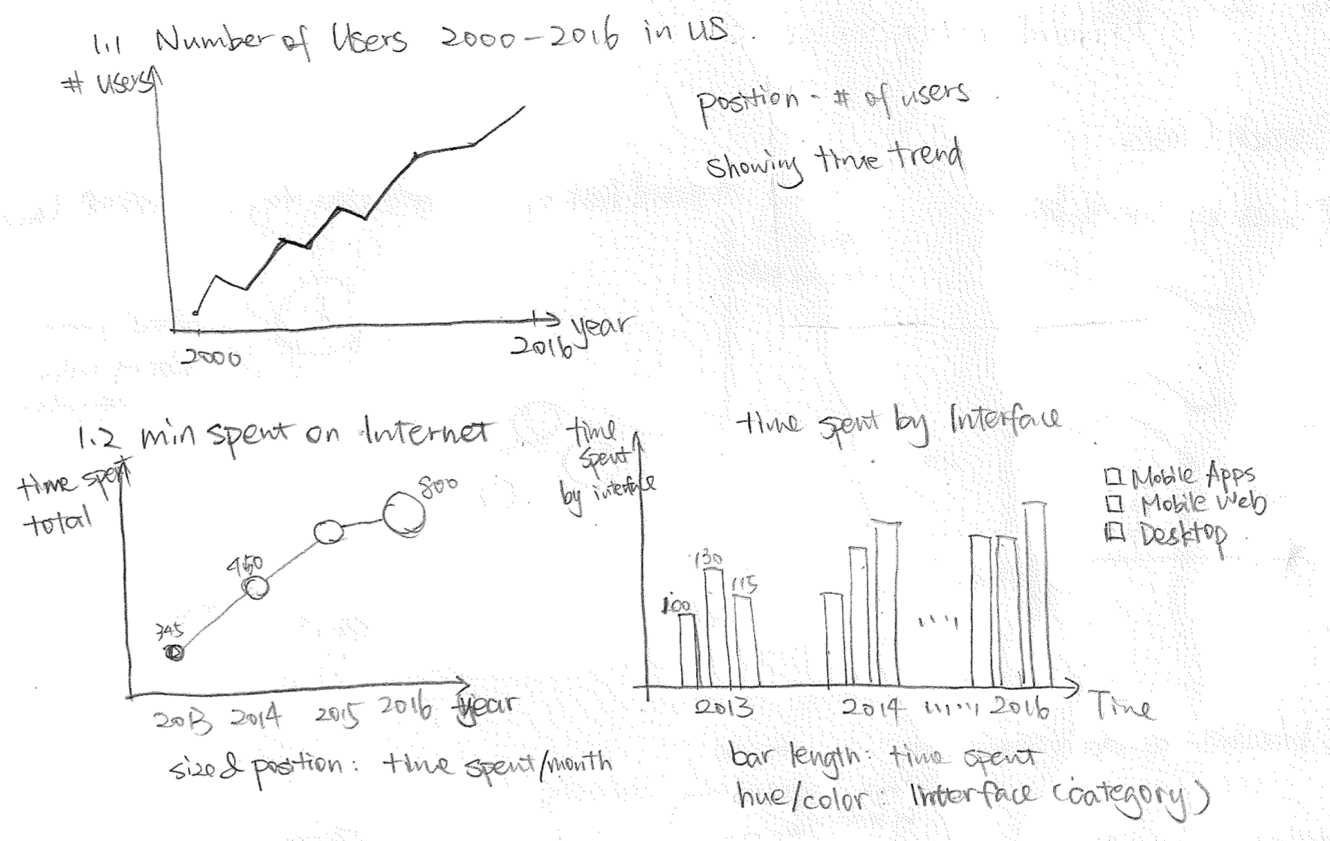 1.1 Number of Users 2000-2016 in US.
# users
position - # of users
showing time trend
year
2000
2016
1.2 min spent on Internet
time spent
total
800
450
345
2013 2014 2015 2016 year
size & position: time spent/month
time spent by Interface
time
spent
by interface
Mobile Apps
Mobile Web
Desktop
100
130
115
2013 2014 ...... 2016 Time
bar length: time spent
hue/color: Interface (category)